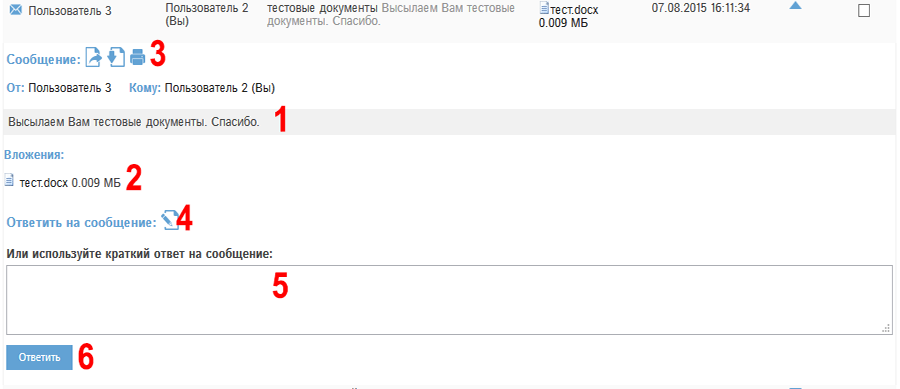 Пользователь 3 Пользователь 2 тестовые документы Высылаем Вам тестовые тест.docx 07.08.2015 16:11:34
(Вы) документы. Спасибо. 0.009 МБ
Сообщение: 3
От: Пользователь 3 Кому: Пользователь 2 (Вы)
Высылаем Вам тестовые документы. Спасибо. 1
Вложения:
тест.docx 0.009 МБ 2
Ответить на сообщение: 4
Или используйте краткий ответ на сообщение:
5
Ответить 6